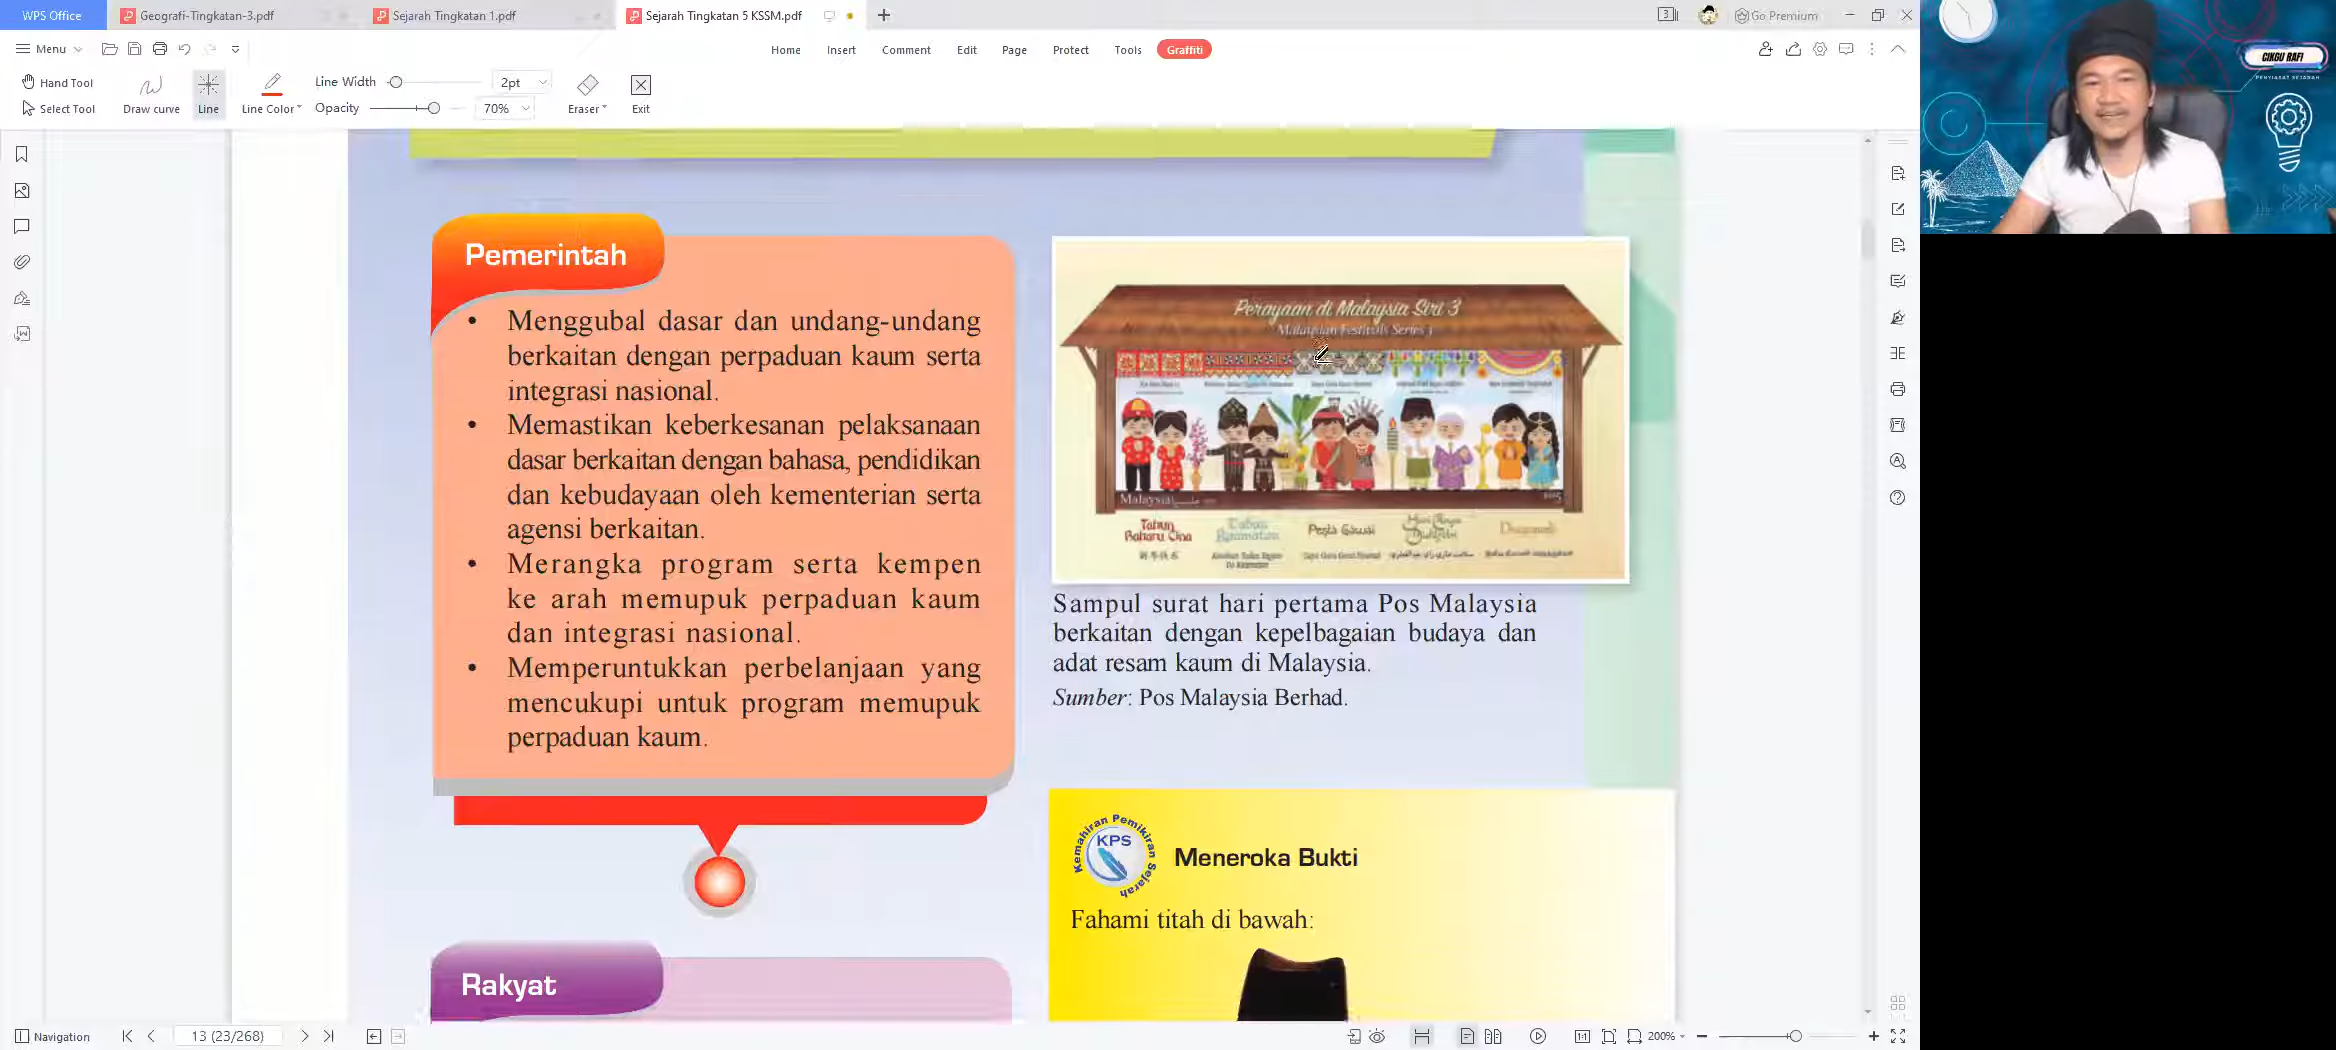 WPS Office
Geografi-Tingkatan-3.pdf
Sejarah Tingkatan 1.pdf
Sejarah Tingkatan 5 KSSM.pdf
Go Premium
Menu
Home Insert Comment Edit Page Protect Tools Graffiti
Hand Tool
Select Tool
Draw curve
Line
Line Color
Line Width 2pt
Opacity 70%
Eraser
Exit
CIKGU RAFI
PENYIASAT SEJARAH
Pemerintah
• Menggubal dasar dan undang-undang
berkaitan dengan perpaduan kaum serta
integrasi nasional.
• Memastikan keberkesanan pelaksanaan
dasar berkaitan dengan bahasa, pendidikan
dan kebudayaan oleh kementerian serta
agensi berkaitan.
• Merangka program serta kempen
ke arah memupuk perpaduan kaum
dan integrasi nasional.
• Memperuntukkan perbelanjaan yang
mencukupi untuk program memupuk
perpaduan kaum.
Perayaan di Malaysia Siri 3
Malaysian Festivals Series 3
Malaysia
Tahun
Baharu Cina
Pesta Gawai
Sampul surat hari pertama Pos Malaysia
berkaitan dengan kepelbagaian budaya dan
adat resam kaum di Malaysia.
Sumber: Pos Malaysia Berhad.
Kemahiran Pemikiran Sejarah
KPS
Meneroka Bukti
Fahami titah di bawah:
Rakyat
Navigation
13 (23/268)
200%